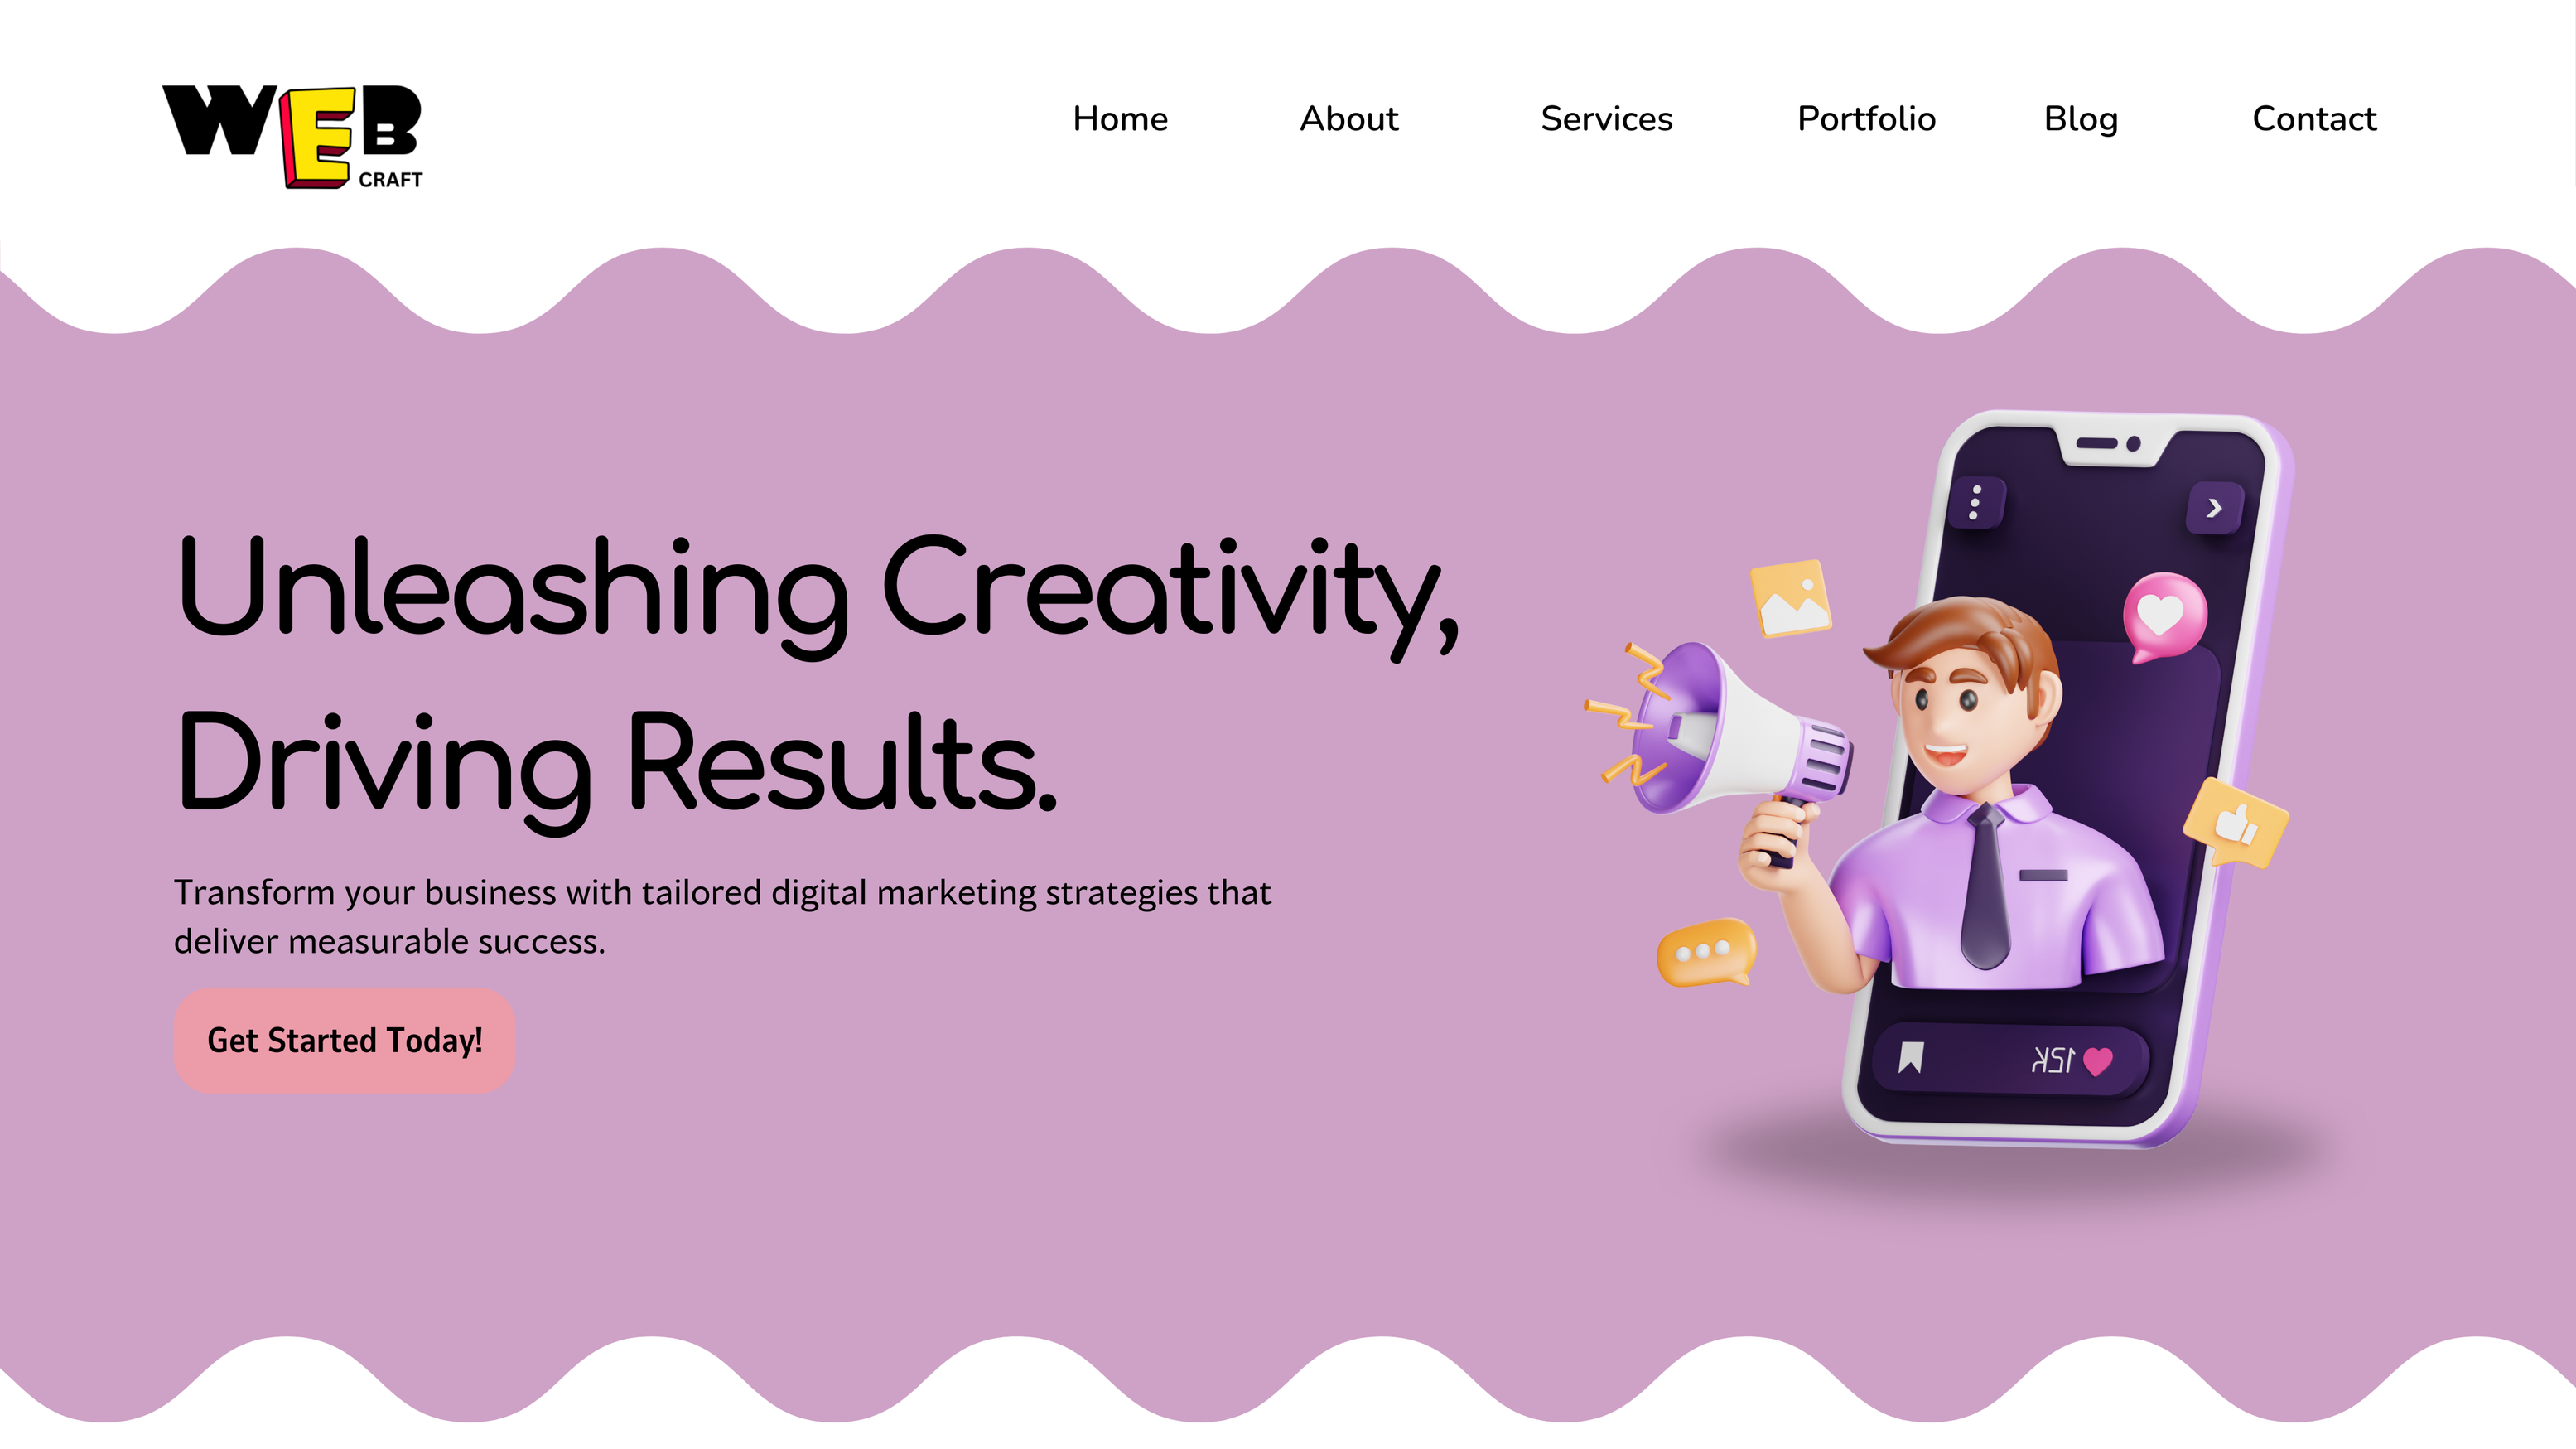 WEB
CRAFT
Home About Services Portfolio Blog Contact
Unleashing Creativity,
Driving Results.
Transform your business with tailored digital marketing strategies that
deliver measurable success.
Get Started Today!
15K